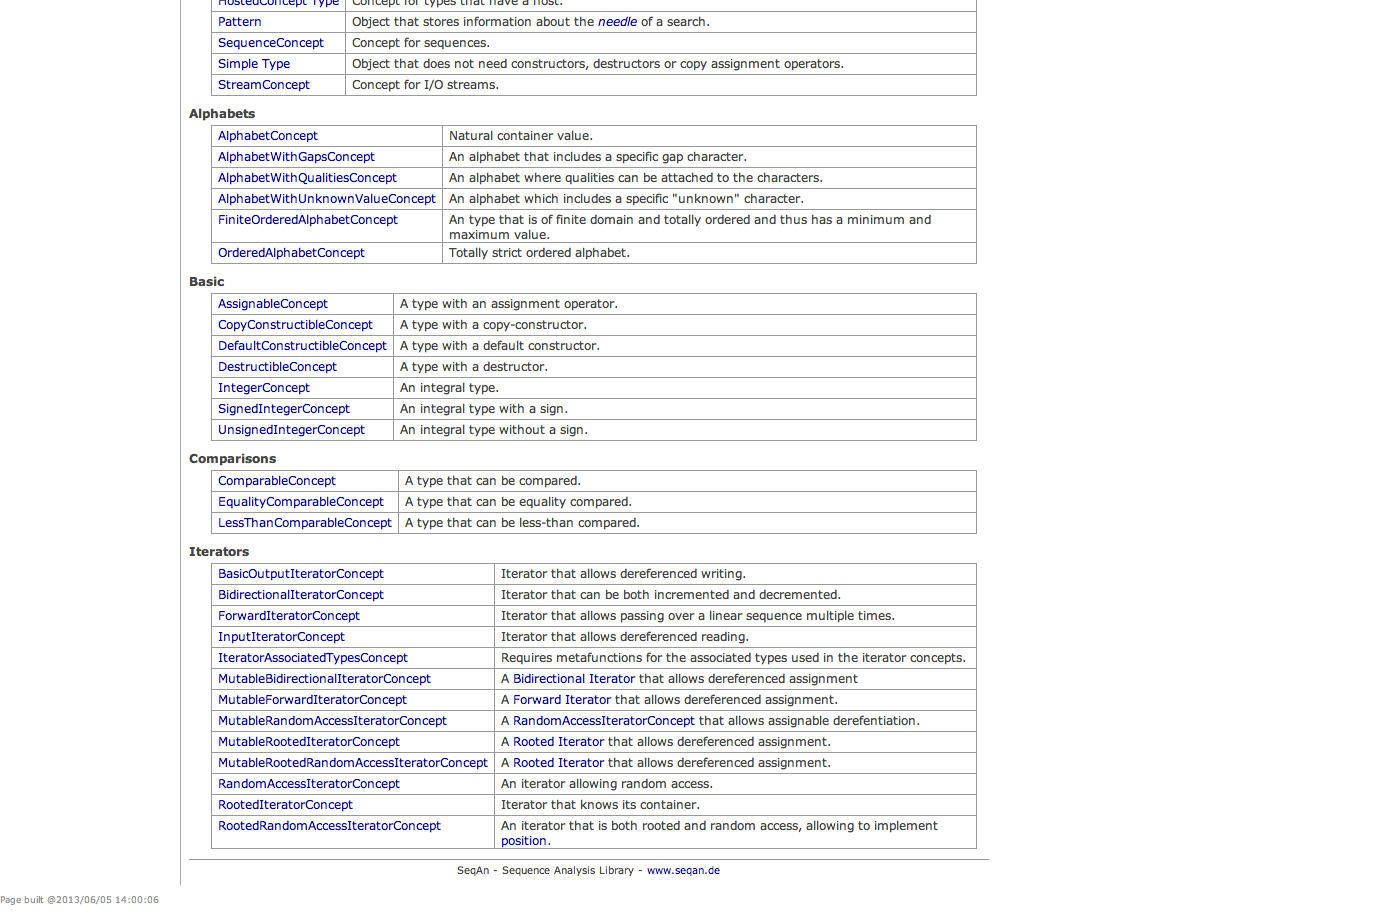 HostedConcept Type Concept for types that have a host.
Pattern Object that stores information about the needle of a search.
SequenceConcept Concept for sequences.
Simple Type Object that does not need constructors, destructors or copy assignment operators.
StreamConcept Concept for I/O streams.
Alphabets
AlphabetConcept Natural container value.
AlphabetWithGapsConcept An alphabet that includes a specific gap character.
AlphabetWithQualitiesConcept An alphabet where qualities can be attached to the characters.
AlphabetWithUnknownValueConcept An alphabet which includes a specific "unknown" character.
FiniteOrderedAlphabetConcept An type that is of finite domain and totally ordered and thus has a minimum and
maximum value.
OrderedAlphabetConcept Totally strict ordered alphabet.
Basic
AssignableConcept A type with an assignment operator.
CopyConstructibleConcept A type with a copy-constructor.
DefaultConstructibleConcept A type with a default constructor.
DestructibleConcept A type with a destructor.
IntegerConcept An integral type.
SignedIntegerConcept An integral type with a sign.
UnsignedIntegerConcept An integral type without a sign.
Comparisons
ComparableConcept A type that can be compared.
EqualityComparableConcept A type that can be equality compared.
LessThanComparableConcept A type that can be less-than compared.
Iterators
BasicOutputIteratorConcept Iterator that allows dereferenced writing.
BidirectionalIteratorConcept Iterator that can be both incremented and decremented.
ForwardIteratorConcept Iterator that allows passing over a linear sequence multiple times.
InputIteratorConcept Iterator that allows dereferenced reading.
IteratorAssociatedTypesConcept Requires metafunctions for the associated types used in the iterator concepts.
MutableBidirectionalIteratorConcept A Bidirectional Iterator that allows dereferenced assignment
MutableForwardIteratorConcept A Forward Iterator that allows dereferenced assignment.
MutableRandomAccessIteratorConcept A RandomAccessIteratorConcept that allows assignable derefentiation.
MutableRootedIteratorConcept A Rooted Iterator that allows dereferenced assignment.
MutableRootedRandomAccessIteratorConcept A Rooted Iterator that allows dereferenced assignment.
RandomAccessIteratorConcept An iterator allowing random access.
RootedIteratorConcept Iterator that knows its container.
RootedRandomAccessIteratorConcept An iterator that is both rooted and random access, allowing to implement
position.
SeqAn - Sequence Analysis Library - www.seqan.de
Page built @2013/06/05 14:00:06